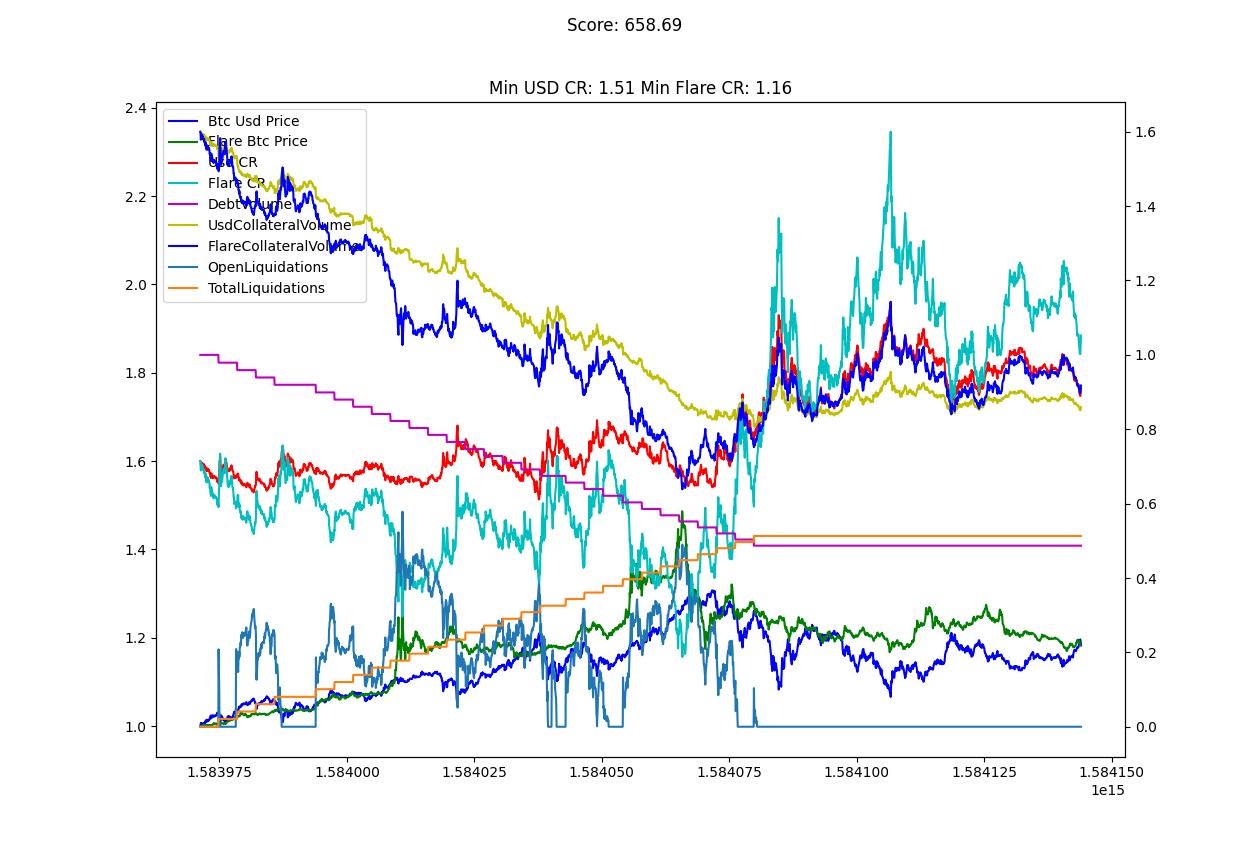 Score: 658.69
Min USD CR: 1.51 Min Flare CR: 1.16
2.4
2.2
2.0
1.8
1.6
1.4
1.2
1.0
Btc Usd Price
Flare Btc Price
Usd CR
Flare CR
DebtVolume
UsdCollateralVolume
FlareCollateralVolume
OpenLiquidations
TotalLiquidations
1.6
1.4
1.2
1.0
0.8
0.6
0.4
0.2
0.0
1.583975 1.584000 1.584025 1.584050 1.584075 1.584100 1.584125 1.584150
1e15